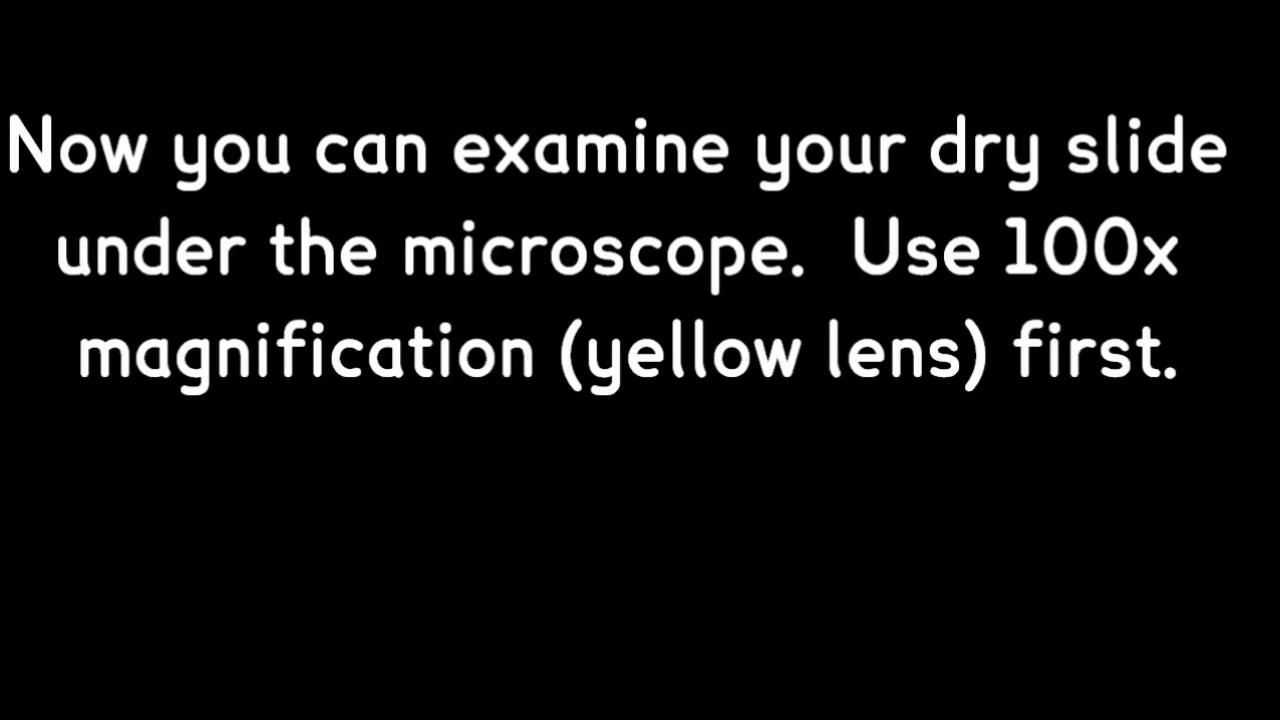 Now you can examine your dry slide
under the microscope.  Use 100x
magnification (yellow lens) first.